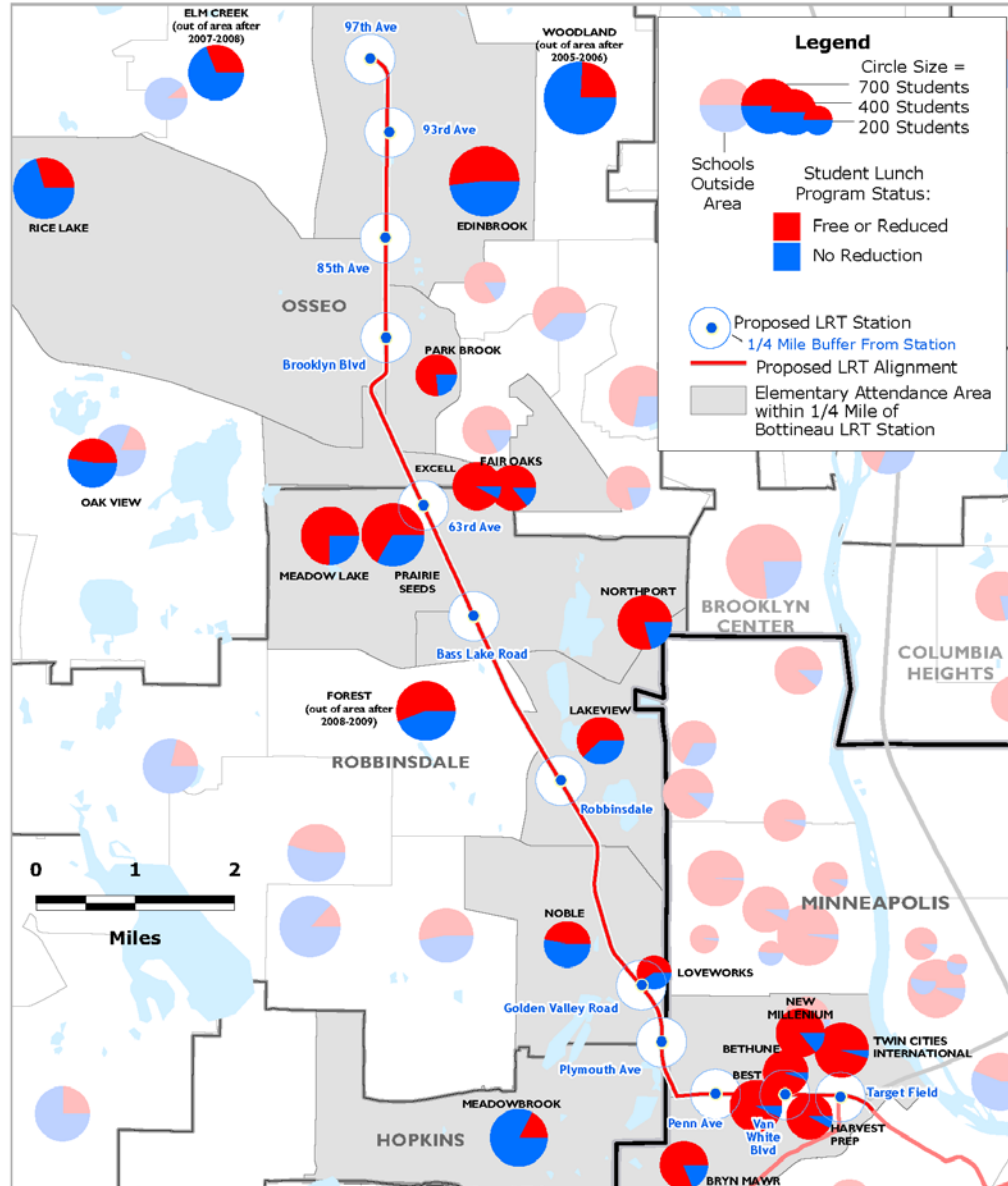 ELM CREEK
(out of area after
2007-2008)
97th Ave
WOODLAND
(out of area after
2005-2006)
Legend
Circle Size =
700 Students
400 Students
200 Students
Schools
Outside
Area
Student Lunch
Program Status:
Free or Reduced
No Reduction
Proposed LRT Station
1/4 Mile Buffer From Station
Proposed LRT Alignment
Elementary Attendance Area
within 1/4 Mile of
Bottineau LRT Station
93rd Ave
RICE LAKE
EDINBROOK
85th Ave
OSSEO
Brooklyn Blvd
PARK BROOK
OAK VIEW
EXCELL
FAIR OAKS
63rd Ave
MEADOW LAKE
PRAIRIE
SEEDS
NORTHPORT
BROOKLYN
CENTER
Bass Lake Road
COLUMBIA
HEIGHTS
FOREST
(out of area after
2008-2009)
LAKEVIEW
ROBBINSDALE
Robbinsdale
0 1 2
Miles
NOBLE
MINNEAPOLIS
LOVEWORKS
Golden Valley Road
NEW
MILLENIUM
TWIN CITIES
INTERNATIONAL
BETHUNE
Plymouth Ave
BEST
Target Field
MEADOWBROOK
Penn Ave
Van
White
Blvd
HARVEST
PREP
HOPKINS
BRYN MAWR